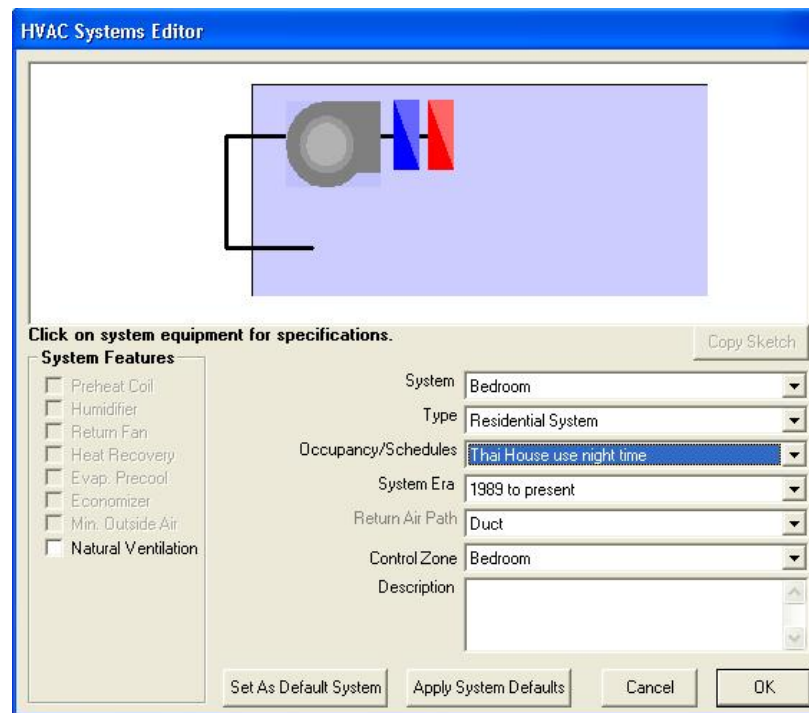 HVAC Systems Editor
Click on system equipment for specifications.
Copy Sketch
System Features
Preheat Coil
Humidifier
Return Fan
Heat Recovery
Evap. Precool
Economizer
Min. Outside Air
Natural Ventilation
System Bedroom
Type Residential System
Occupancy/Schedules Thai House use night time
System Era 1989 to present
Return Air Path Duct
Control Zone Bedroom
Description
Set As Default System Apply System Defaults Cancel OK